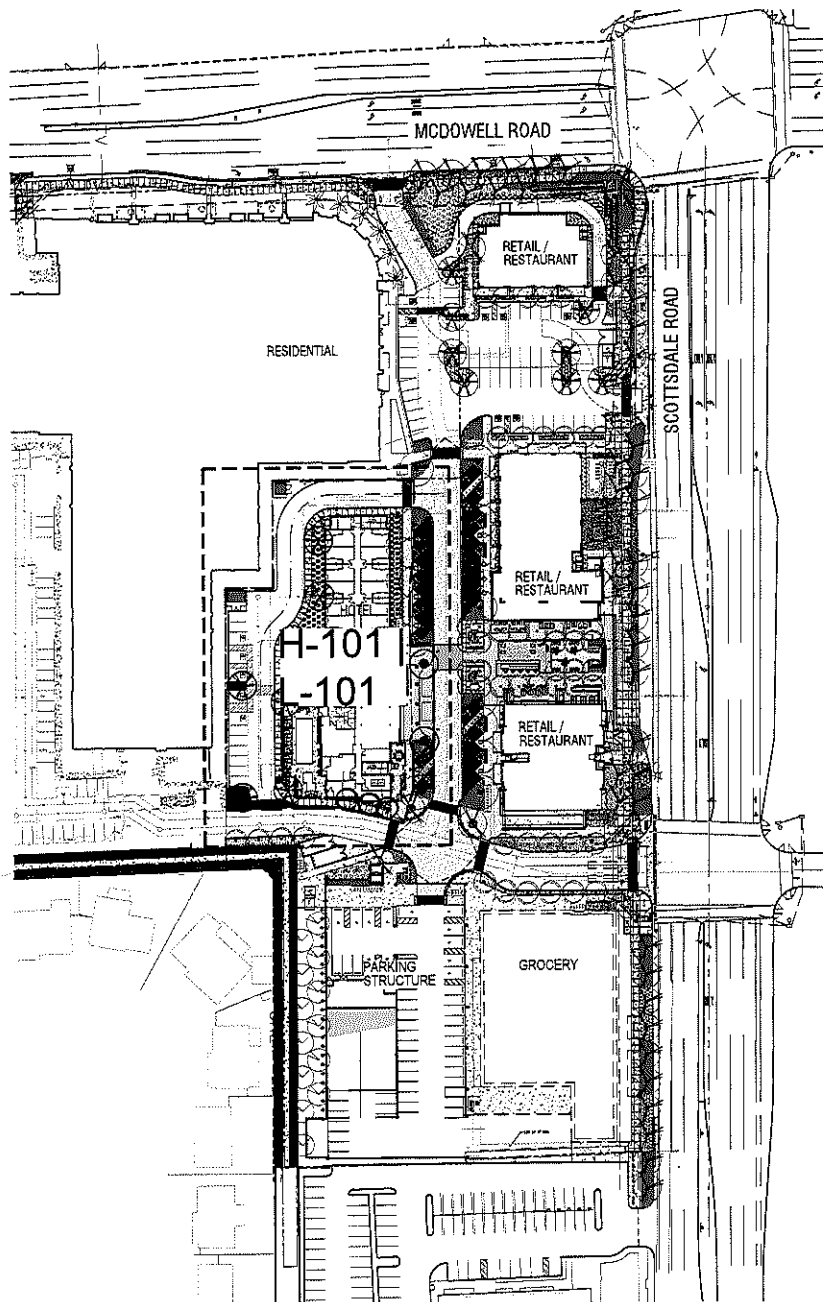 MCDOWELL ROAD
RETAIL /
RESTAURANT
SCOTTSDALE ROAD
RESIDENTIAL
RETAIL /
RESTAURANT
HOTEL
H-101 |
L-101
RETAIL /
RESTAURANT
PARKING
STRUCTURE
GROCERY